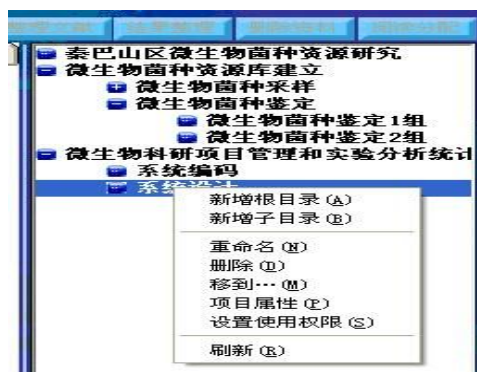 秦巴山区微生物菌种资源研究
微生物菌种资源库建立
微生物菌种采样
微生物菌种鉴定
微生物菌种鉴定1组
微生物菌种鉴定2组
微生物科研项目管理和实验分析统计
系统编码
系统设计
新增根目录(A)
新增子目录(B)
重命名(N)
删除(D)
移到…(M)
项目属性(P)
设置使用权限(S)
刷新(R)